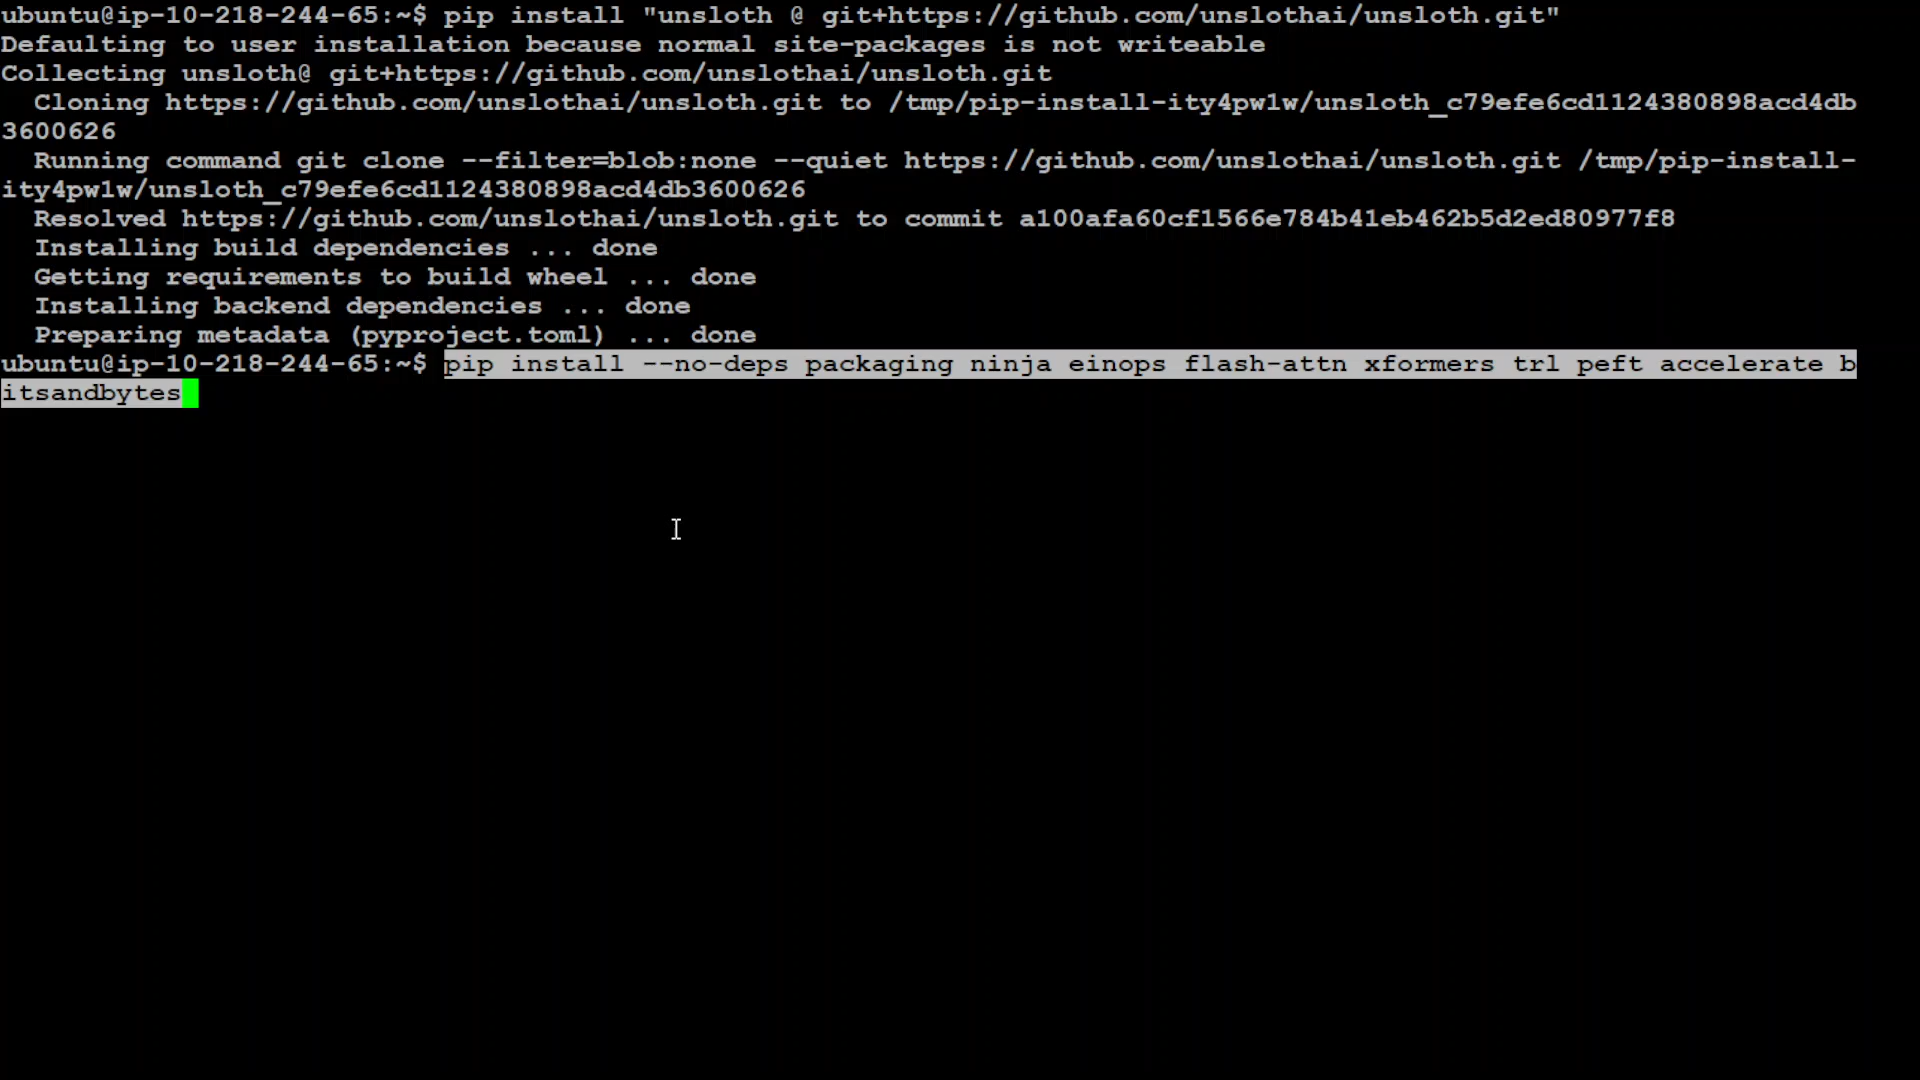 ubuntu@ip-10-218-244-65:~$ pip install "unsloth @ git+https://github.com/unslothai/unsloth.git"
Defaulting to user installation because normal site-packages is not writeable
Collecting unsloth@ git+https://github.com/unslothai/unsloth.git
  Cloning https://github.com/unslothai/unsloth.git to /tmp/pip-install-ity4pw1w/unsloth_c79efe6cd1124380898acd4db
3600626
  Running command git clone --filter=blob:none --quiet https://github.com/unslothai/unsloth.git /tmp/pip-install-
ity4pw1w/unsloth_c79efe6cd1124380898acd4db3600626
  Resolved https://github.com/unslothai/unsloth.git to commit a100afa60cf1566e784b41eb462b5d2ed80977f8
  Installing build dependencies ... done
  Getting requirements to build wheel ... done
  Installing backend dependencies ... done
  Preparing metadata (pyproject.toml) ... done
ubuntu@ip-10-218-244-65:~$ pip install --no-deps packaging ninja einops flash-attn xformers trl peft accelerate b
itsandbytes